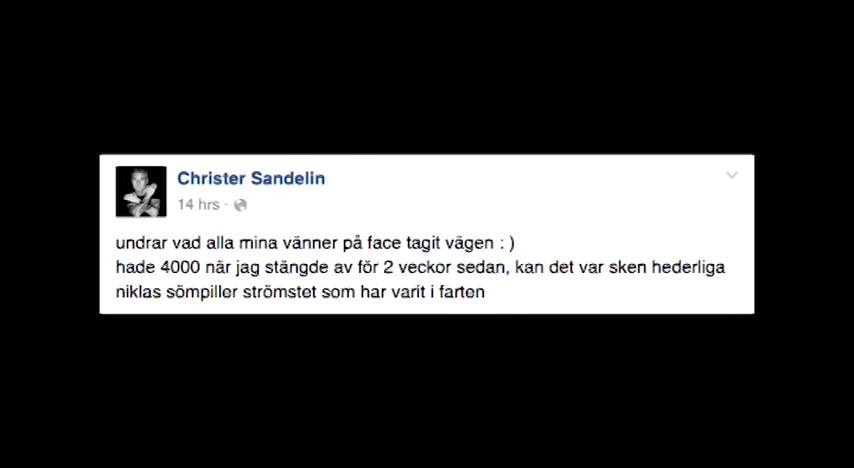 Christer Sandelin
14 hrs ·
undrar vad alla mina vänner på face tagit vägen : )
hade 4000 när jag stängde av för 2 veckor sedan, kan det var sken hederliga
niklas sömpiller strömstet som har varit i farten